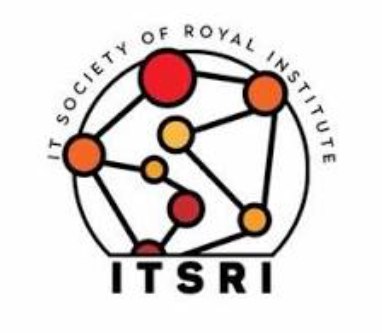 IT SOCIETY OF ROYAL INSTITUTE
ITSRI